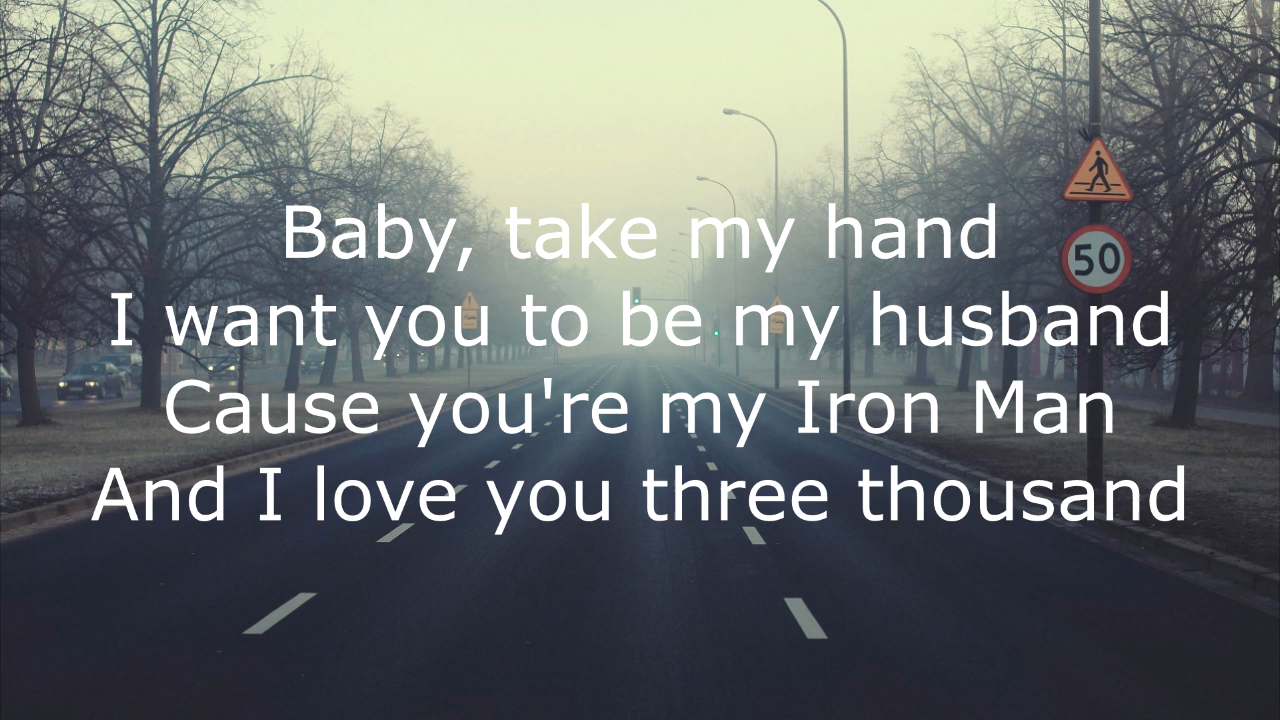 Baby, take my hand
I want you to be my husband
Cause you're my Iron Man
And I love you three thousand
50